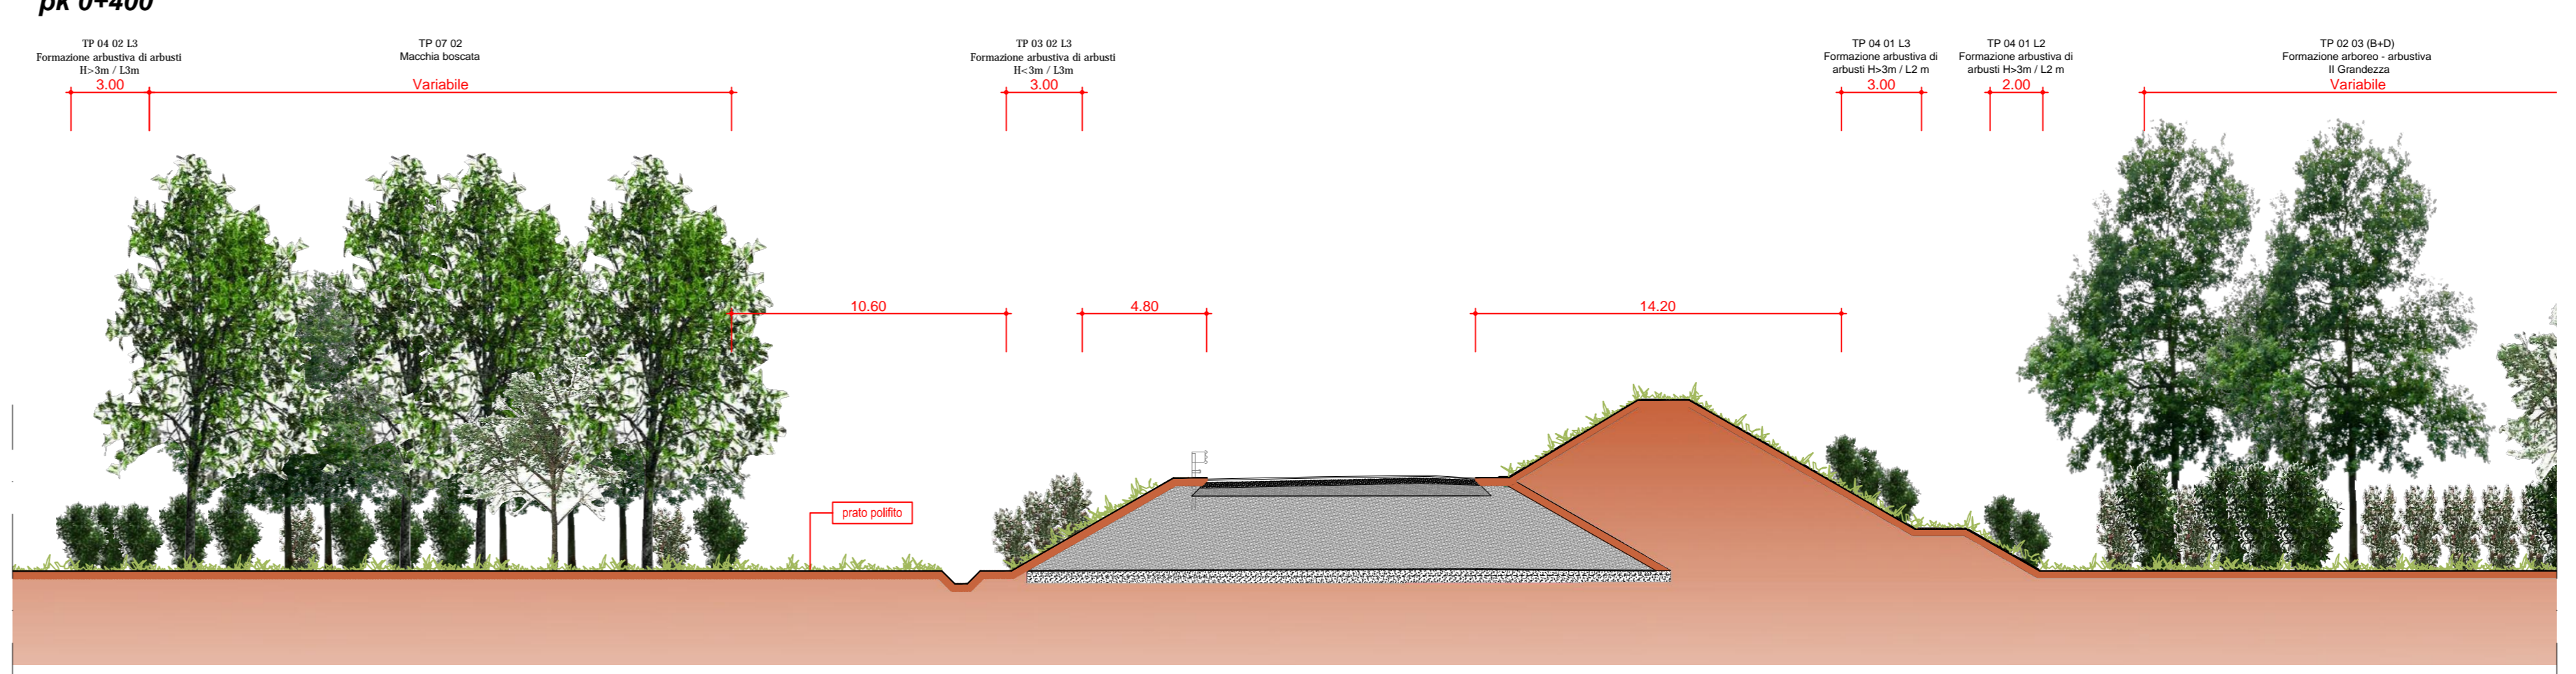 pk 0+400
TP 04 02 L3
Formazione arbustiva di arbusti
H>3m / L3m
3.00
TP 07 02
Macchia boscata
Variabile
TP 03 02 L3
Formazione arbustiva di arbusti
H<3m / L3m
3.00
TP 04 01 L3
Formazione arbustiva di
arbusti H>3m / L2 m
3.00
TP 04 01 L2
Formazione arbustiva di
arbusti H>3m / L2 m
2.00
TP 02 03 (B+D)
Formazione arboreo - arbustiva
II Grandezza
Variabile
10.60
4.80
14.20
prato polifito